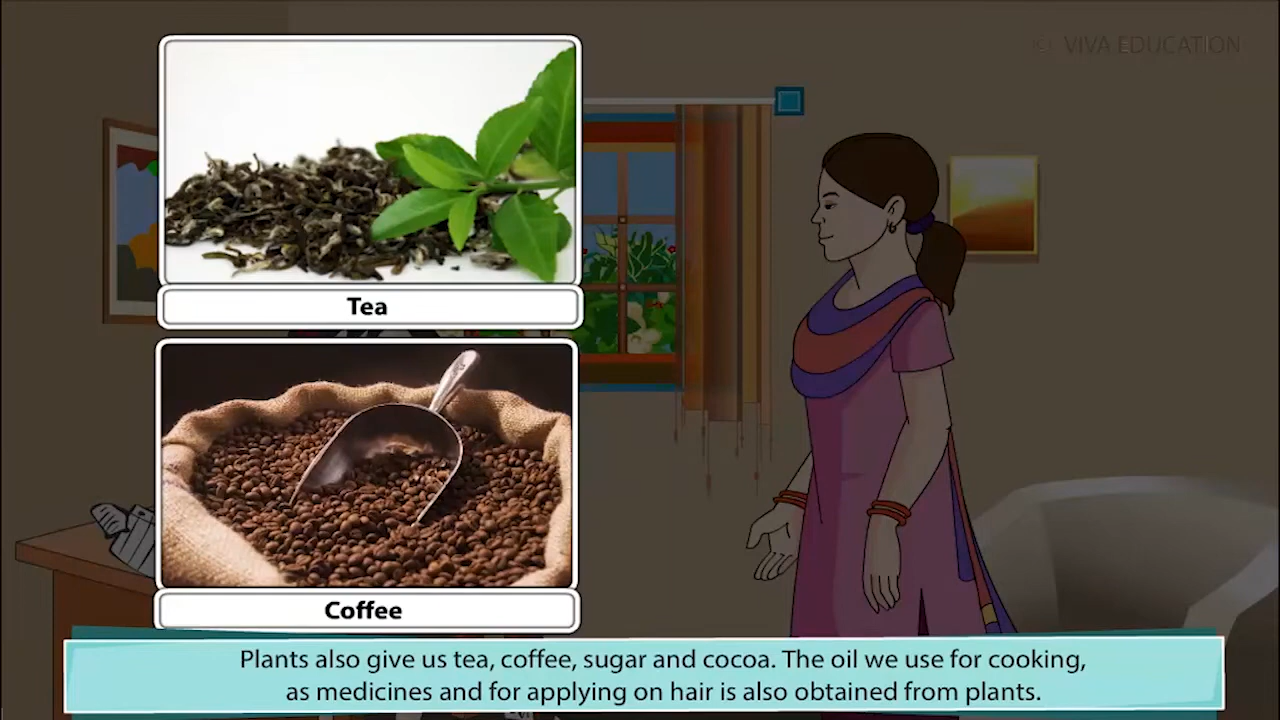 © VIVA EDUCATION
Tea
Coffee
Plants also give us tea, coffee, sugar and cocoa. The oil we use for cooking,
as medicines and for applying on hair is also obtained from plants.